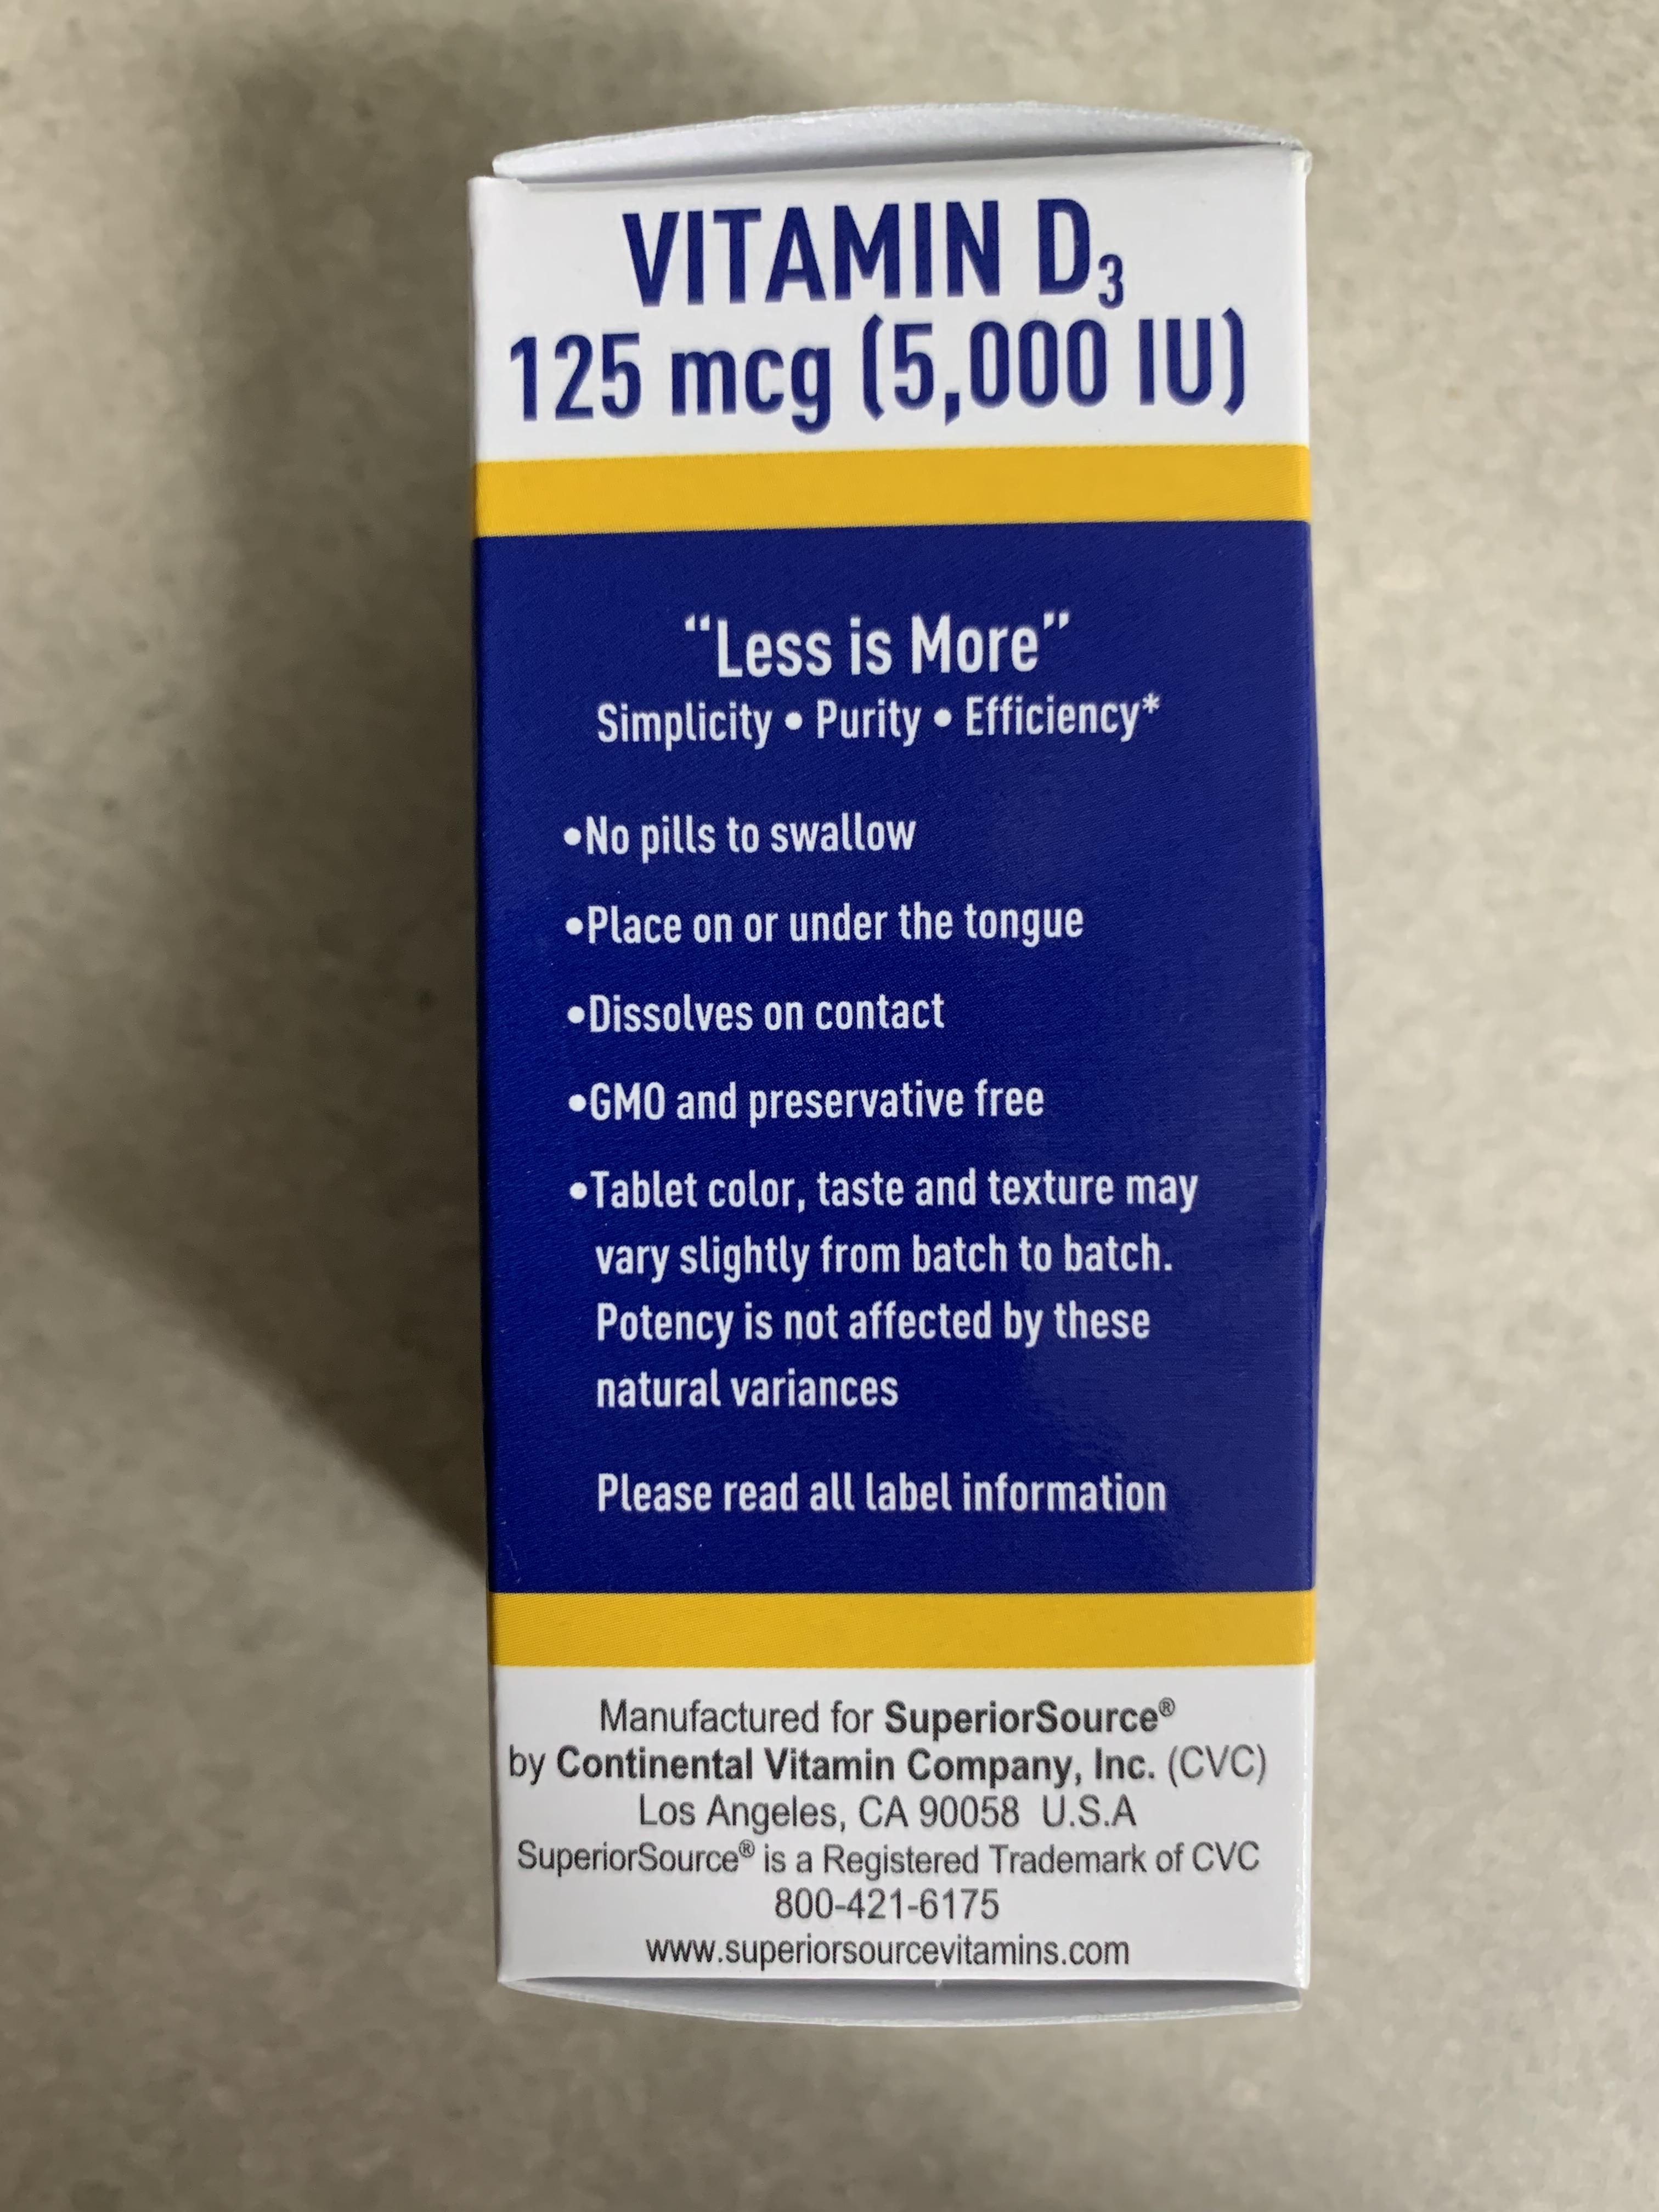 VITAMIN D₃
125 mcg (5,000 IU)
“Less is More”
Simplicity • Purity • Efficiency*
•No pills to swallow
•Place on or under the tongue
•Dissolves on contact
•GMO and preservative free
•Tablet color, taste and texture may
vary slightly from batch to batch.
Potency is not affected by these
natural variances
Please read all label information
Manufactured for SuperiorSource®
by Continental Vitamin Company, Inc. (CVC)
Los Angeles, CA 90058 U.S.A
SuperiorSource® is a Registered Trademark of CVC
800-421-6175
www.superiorsourcevitamins.com